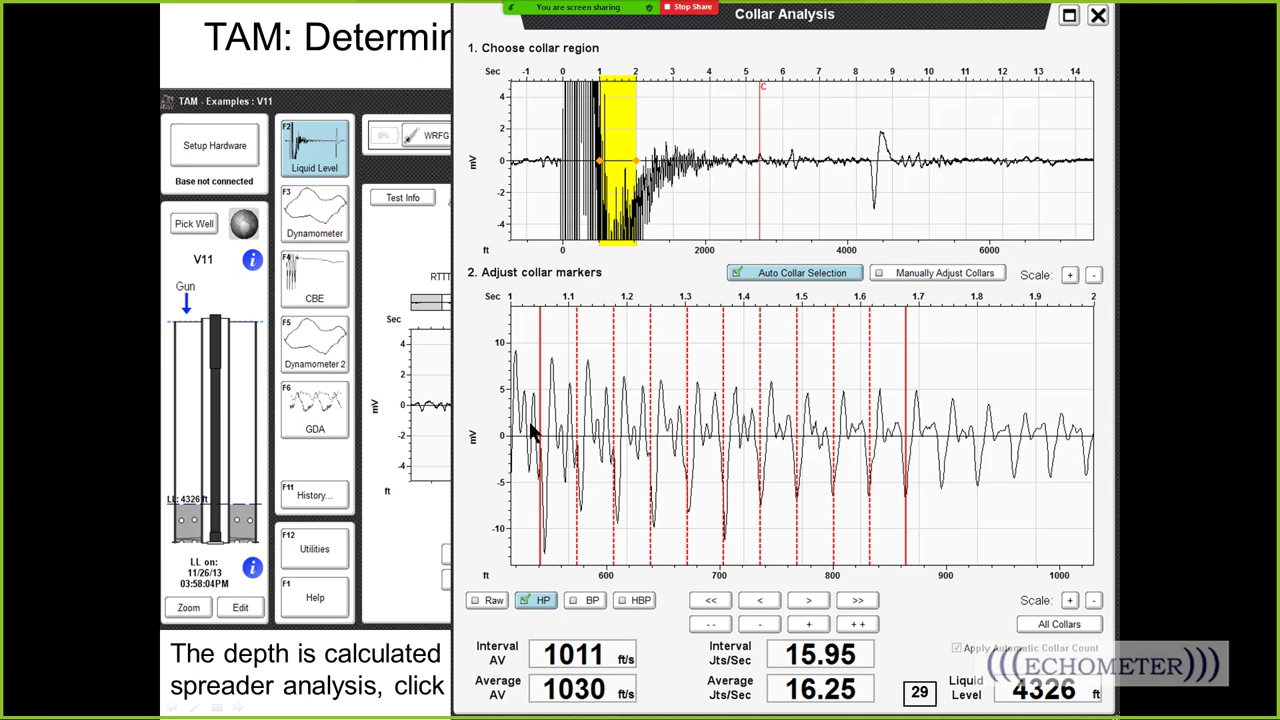 You are screen sharing
Stop Share
TAM: Determin
Collar Analysis
1. Choose collar region
Sec -1 0 1 2 3 4 5 6 7 8 9 10 11 12 13 14
C
2
0
-2
-4
mV
ft 0 2000 4000 6000
2. Adjust collar markers
Auto Collar Selection
Manually Adjust Collars
Scale: + -
Sec 1 1.1 1.2 1.3 1.4 1.5 1.6 1.7 1.8 1.9 2
10
5
0
-5
-10
mV
ft 600 700 800 900 1000
Raw HP BP HBP
<< < > >>
Scale: + -
-- - + ++
All Collars
Interval AV 1011 ft/s
Interval Jts/Sec 15.95
Apply Automatic Collar Count
Average AV 1030 ft/s
Average Jts/Sec 16.25
29
Liquid Level 4326 ft
(((ECHOMETER)))
TAM - Examples : V11
Setup Hardware
Base not connected
Pick Well
V11
i
Gun
LL: 4326 ft
LL on:
11/26/13
03:58:04PM
i
Zoom Edit
F2
Liquid Level
F3
Dynamometer
F4
CBE
F5
Dynamometer 2
F6
GDA
F11
History...
F12
Utilities
F1
Help
0% WRFG
Test Info
RTTT
Sec
4
2
0
-2
-4
mV
ft
The depth is calculated
spreader analysis, click